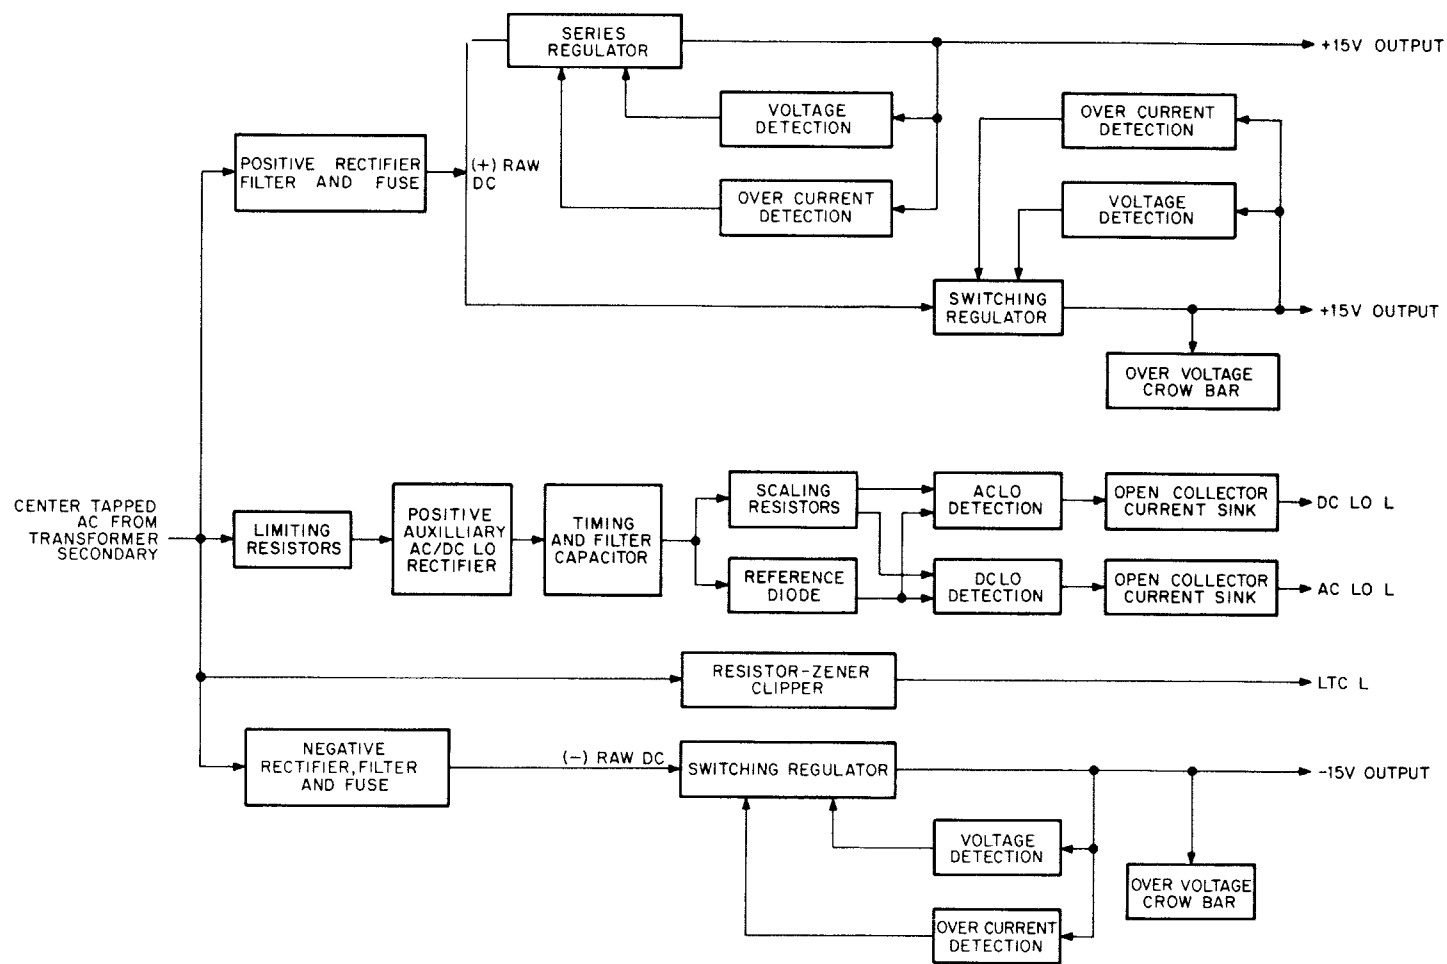 SERIES
REGULATOR
+15V OUTPUT
VOLTAGE
DETECTION
OVER CURRENT
DETECTION
POSITIVE RECTIFIER
FILTER AND FUSE
(+) RAW
DC
OVER CURRENT
DETECTION
VOLTAGE
DETECTION
SWITCHING
REGULATOR
+15V OUTPUT
OVER VOLTAGE
CROW BAR
CENTER TAPPED
AC FROM
TRANSFORMER
SECONDARY
LIMITING
RESISTORS
POSITIVE
AUXILLIARY
AC/DC LO
RECTIFIER
TIMING
AND FILTER
CAPACITOR
SCALING
RESISTORS
ACLO
DETECTION
OPEN COLLECTOR
CURRENT SINK
DC LO L
REFERENCE
DIODE
DCLO
DETECTION
OPEN COLLECTOR
CURRENT SINK
AC LO L
RESISTOR-ZENER
CLIPPER
LTC L
NEGATIVE
RECTIFIER, FILTER
AND FUSE
(-) RAW DC
SWITCHING REGULATOR
-15V OUTPUT
VOLTAGE
DETECTION
OVER VOLTAGE
CROW BAR
OVER CURRENT
DETECTION